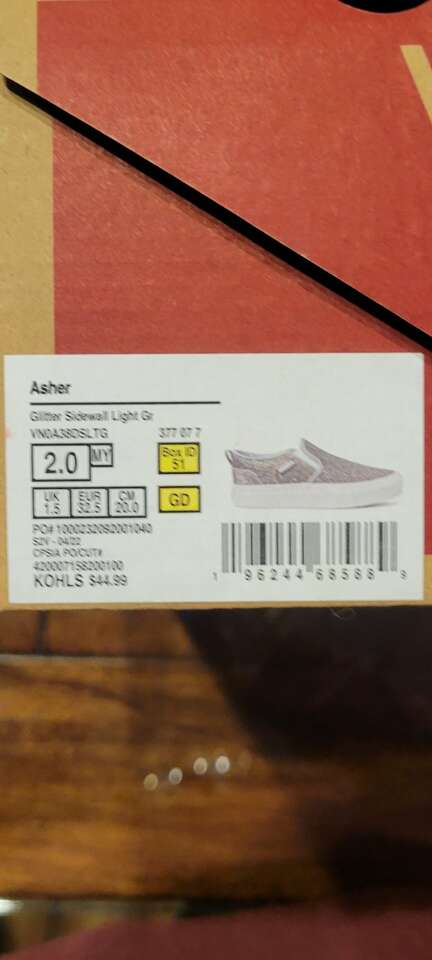 Asher
Glitter Sidewall Light Gr
VN0A38DSLTG 377 07 7
2.0 MY
Box ID
51
UK
1.5
EUR
32.5
CM
20.0
GD
PO# 1000232092001040
SZV - 04/22
CPSIA PO/CUT#
420007158200100
KOHLS $44.99
1 96244 68588 9